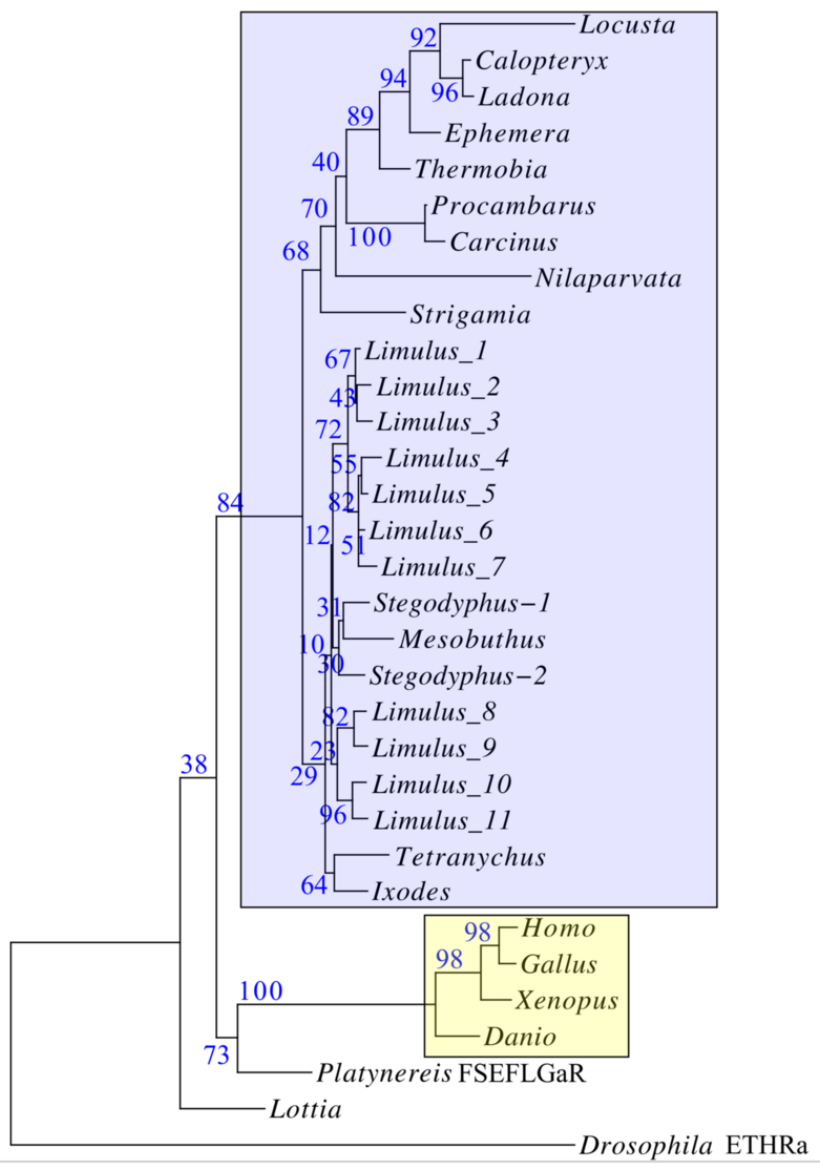 Locusta
92
Calopteryx
94
96
Ladona
89
Ephemera
40
Thermobia
70
Procambarus
100
Carcinus
68
Nilaparvata
Strigamia
67
Limulus_1
43
Limulus_2
Limulus_3
72
55
Limulus_4
84
82
Limulus_5
12
51
Limulus_6
Limulus_7
31
Stegodyphus−1
10
Mesobuthus
30
Stegodyphus−2
82
Limulus_8
23
Limulus_9
38
29
Limulus_10
96
Limulus_11
Tetranychus
64
Ixodes
98
Homo
98
Gallus
100
Xenopus
Danio
73
Platynereis FSEFLGaR
Lottia
Drosophila ETHRa